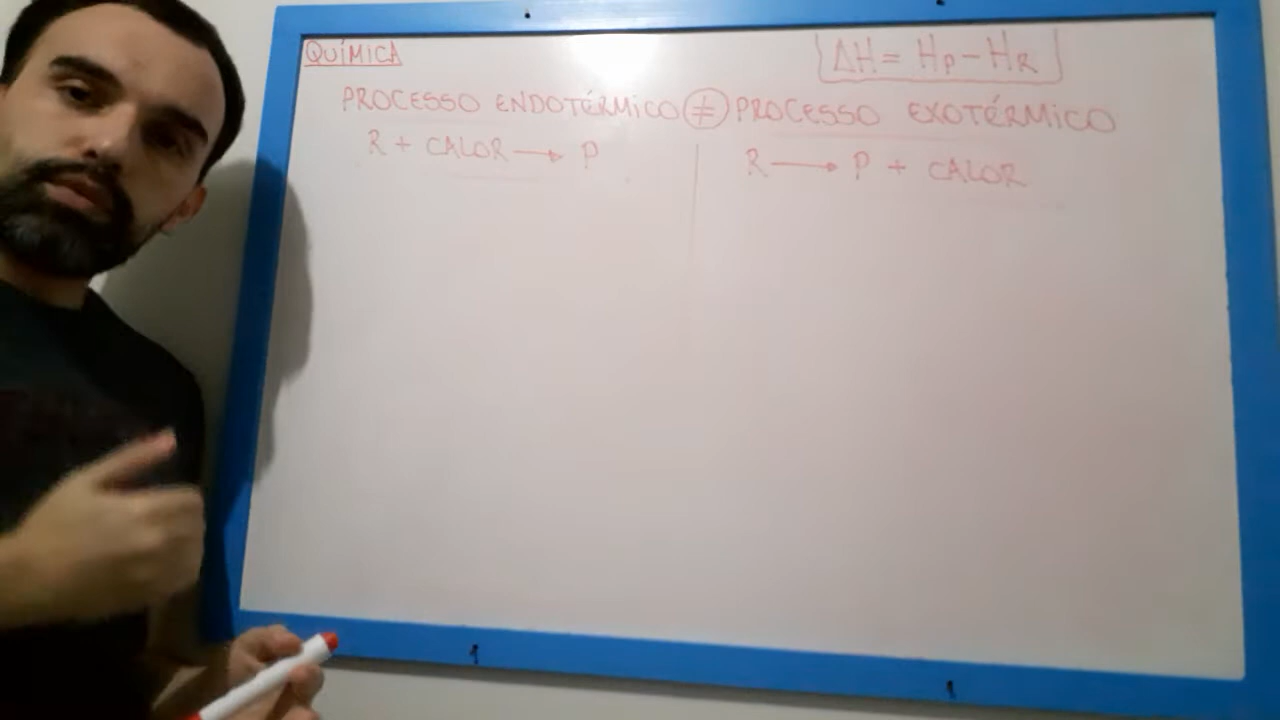 QUÍMICA
ΔH = HP - HR
PROCESSO ENDOTÉRMICO ≠ PROCESSO EXOTÉRMICO
R + CALOR → P
R → P + CALOR